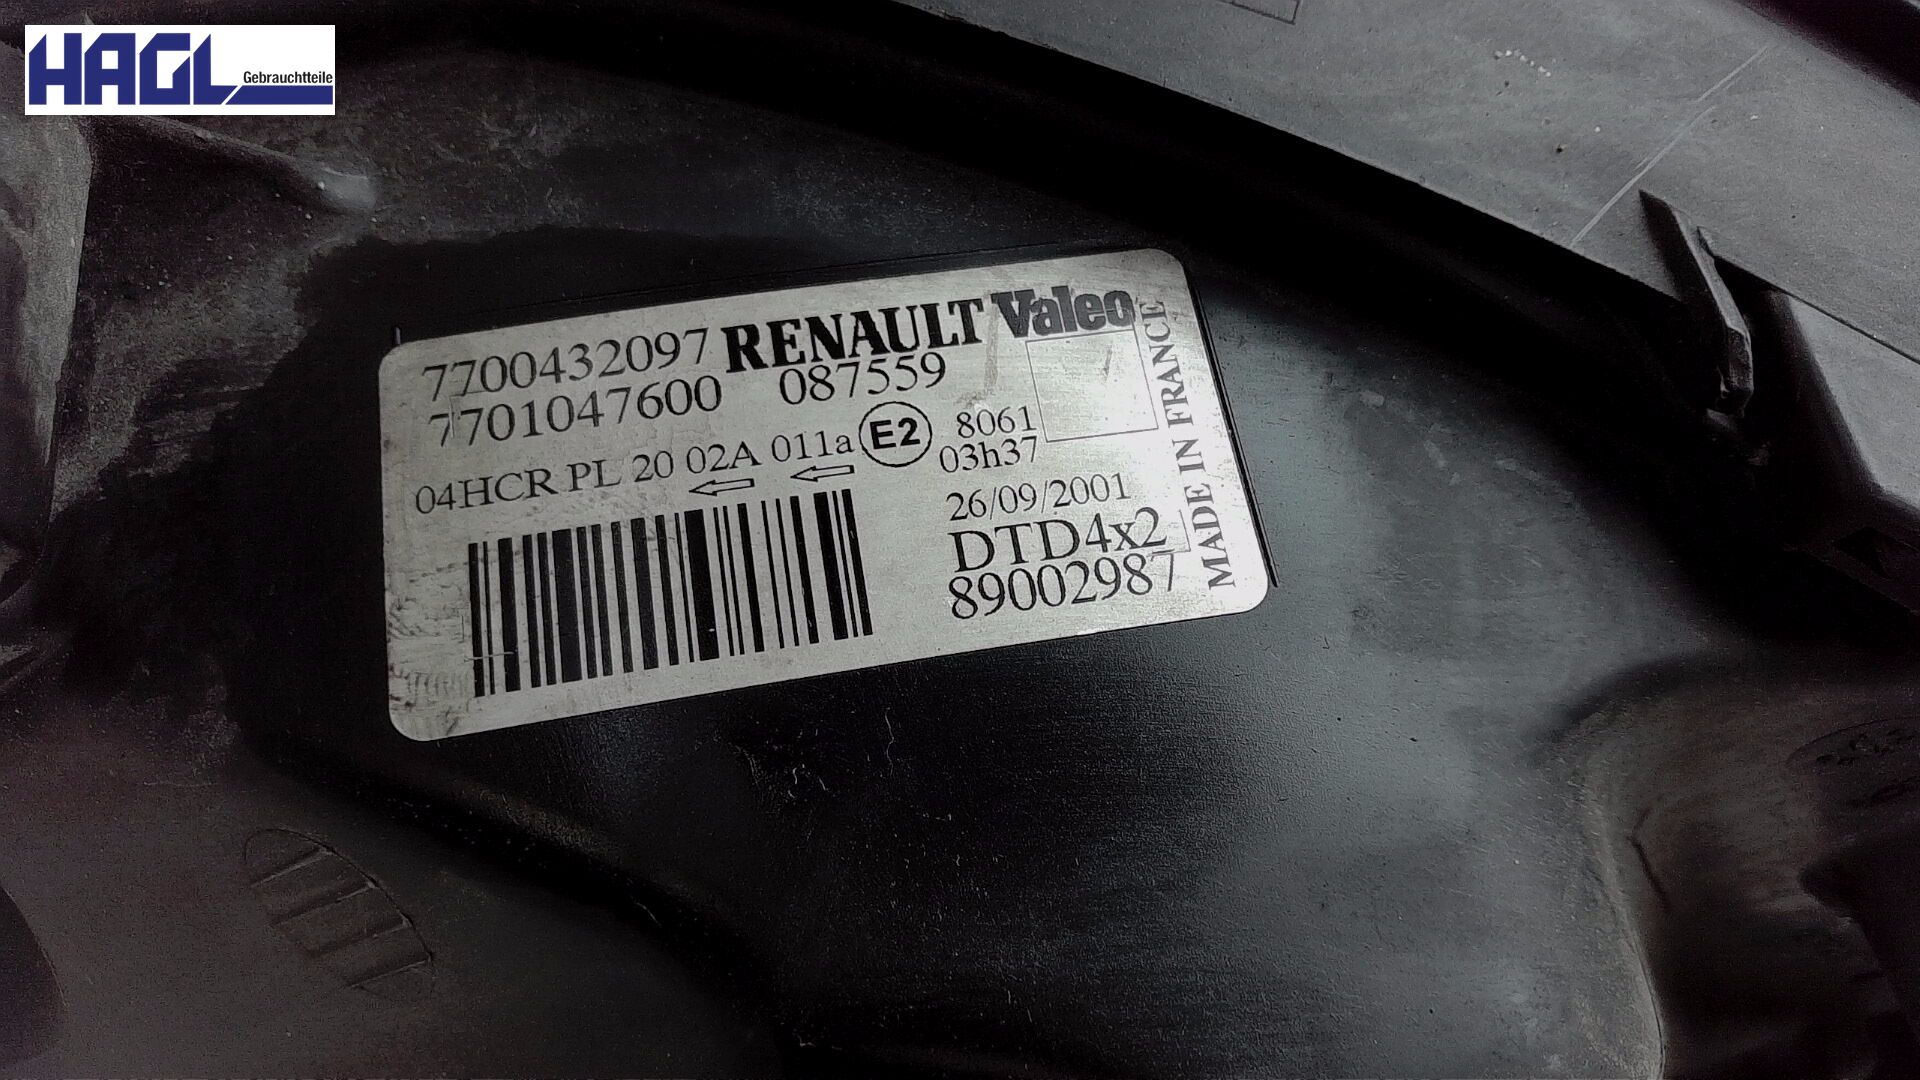 HAGL
Gebrauchtteile
7700432097 RENAULT Valeo
7701047600 087559
04HCR PL 20 02A 011a E2 8061
03h37
26/09/2001
DTD4x2
89002987
MADE IN FRANCE